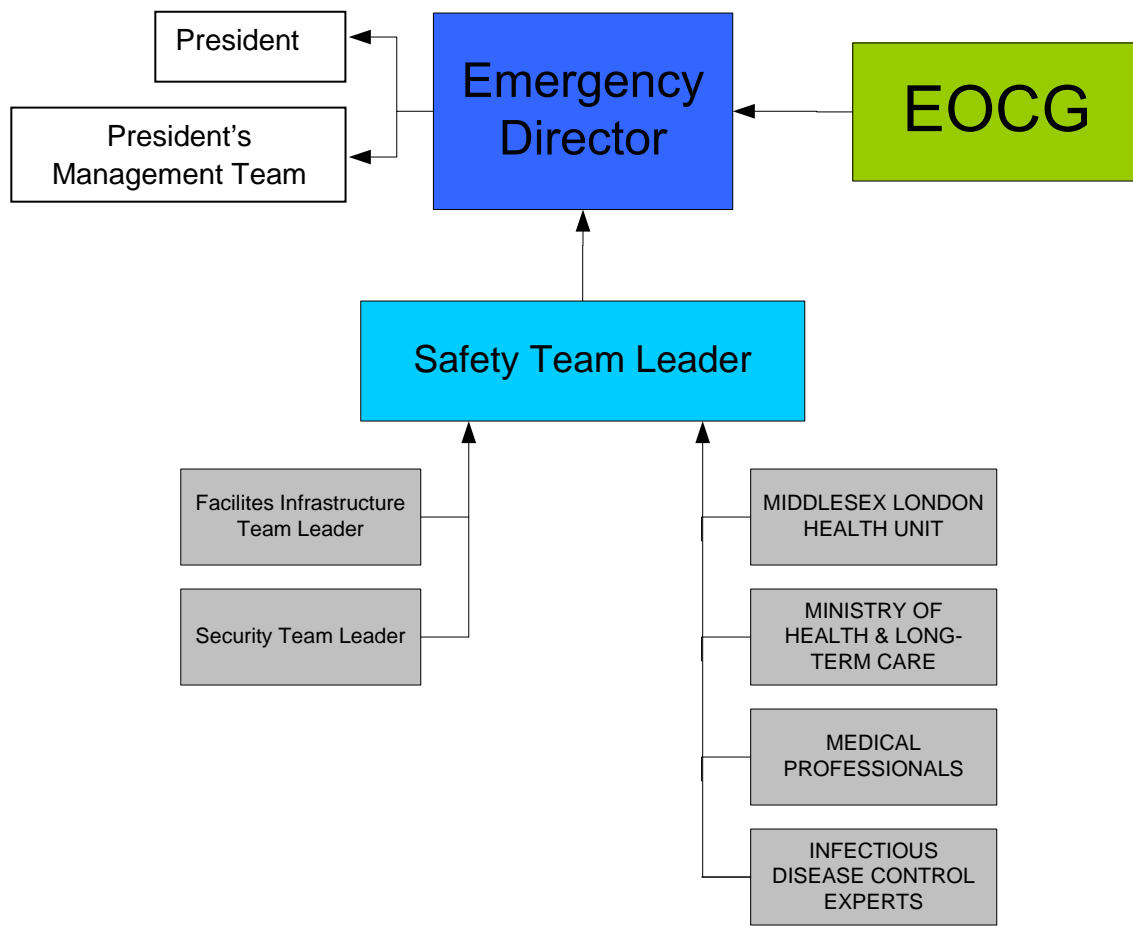 President
President's
Management Team
Emergency
Director
EOCG
Safety Team Leader
Facilites Infrastructure
Team Leader
Security Team Leader
MIDDLESEX LONDON
HEALTH UNIT
MINISTRY OF
HEALTH & LONG-
TERM CARE
MEDICAL
PROFESSIONALS
INFECTIOUS
DISEASE CONTROL
EXPERTS